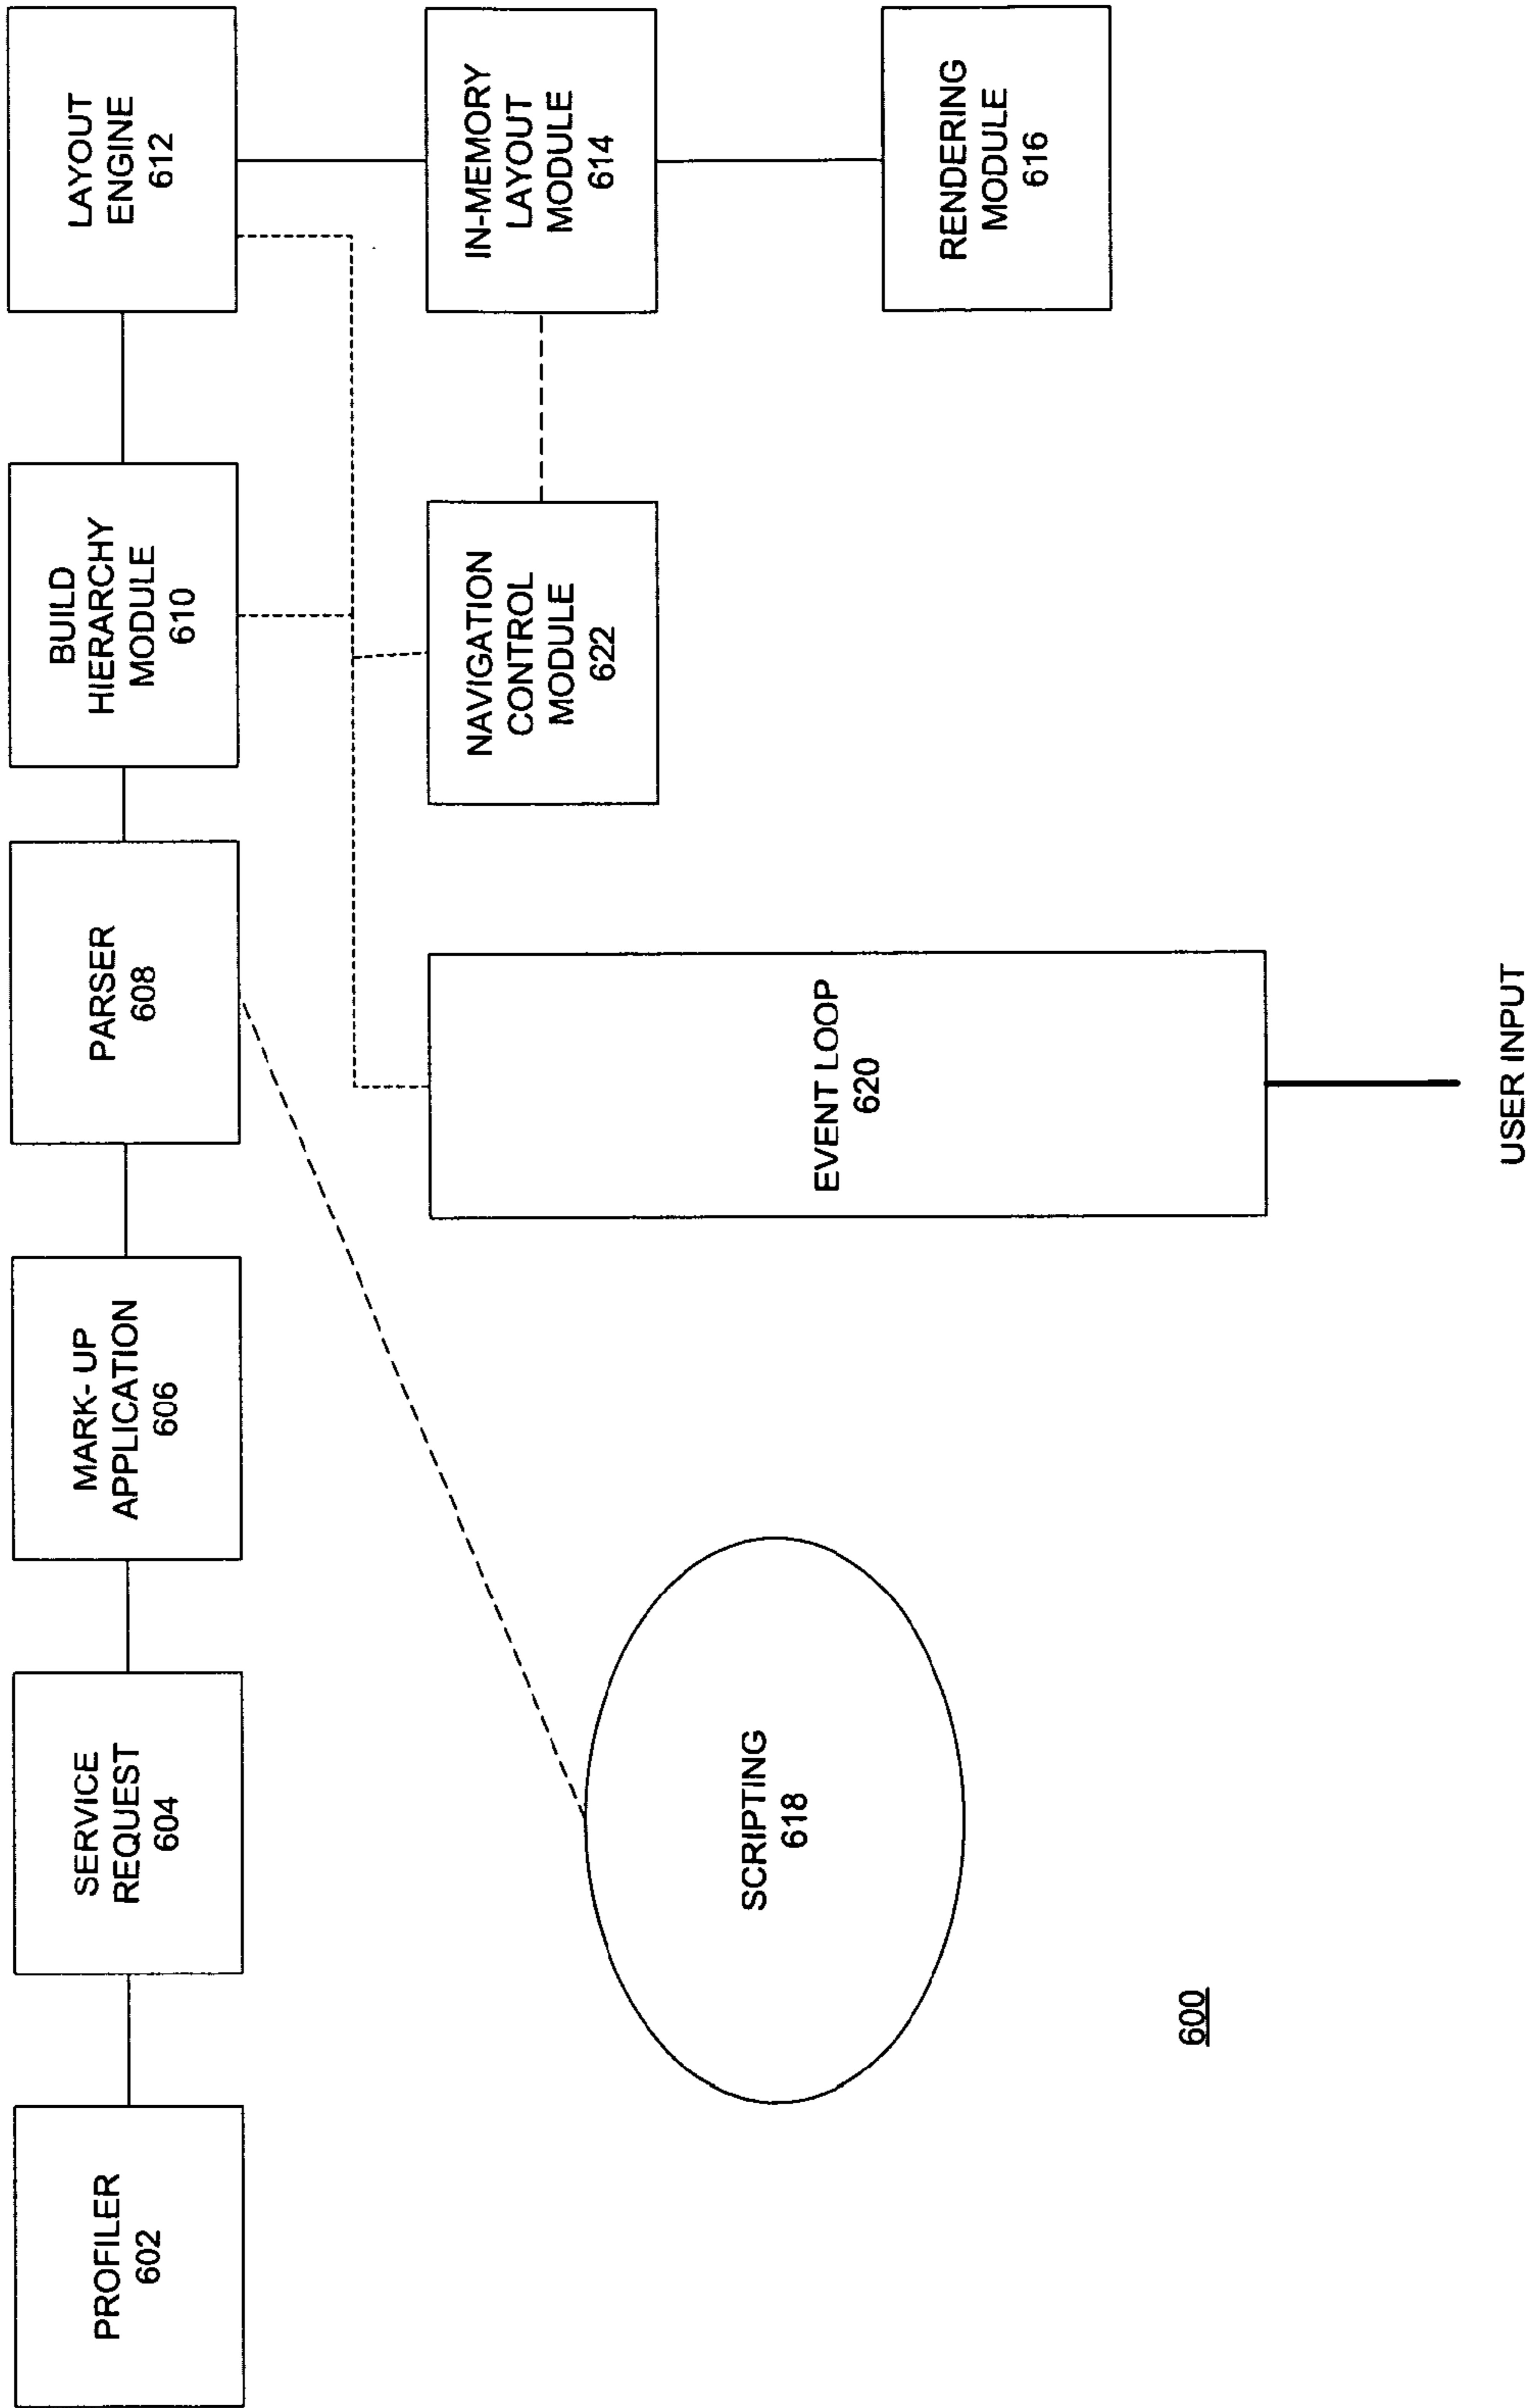 PROFILER
602
SERVICE
REQUEST
604
MARK- UP
APPLICATION
606
PARSER
608
BUILD
HIERARCHY
MODULE
610
LAYOUT
ENGINE
612
NAVIGATION
CONTROL
MODULE
622
IN-MEMORY
LAYOUT
MODULE
614
EVENT LOOP
620
SCRIPTING
618
RENDERING
MODULE
616
600
USER INPUT